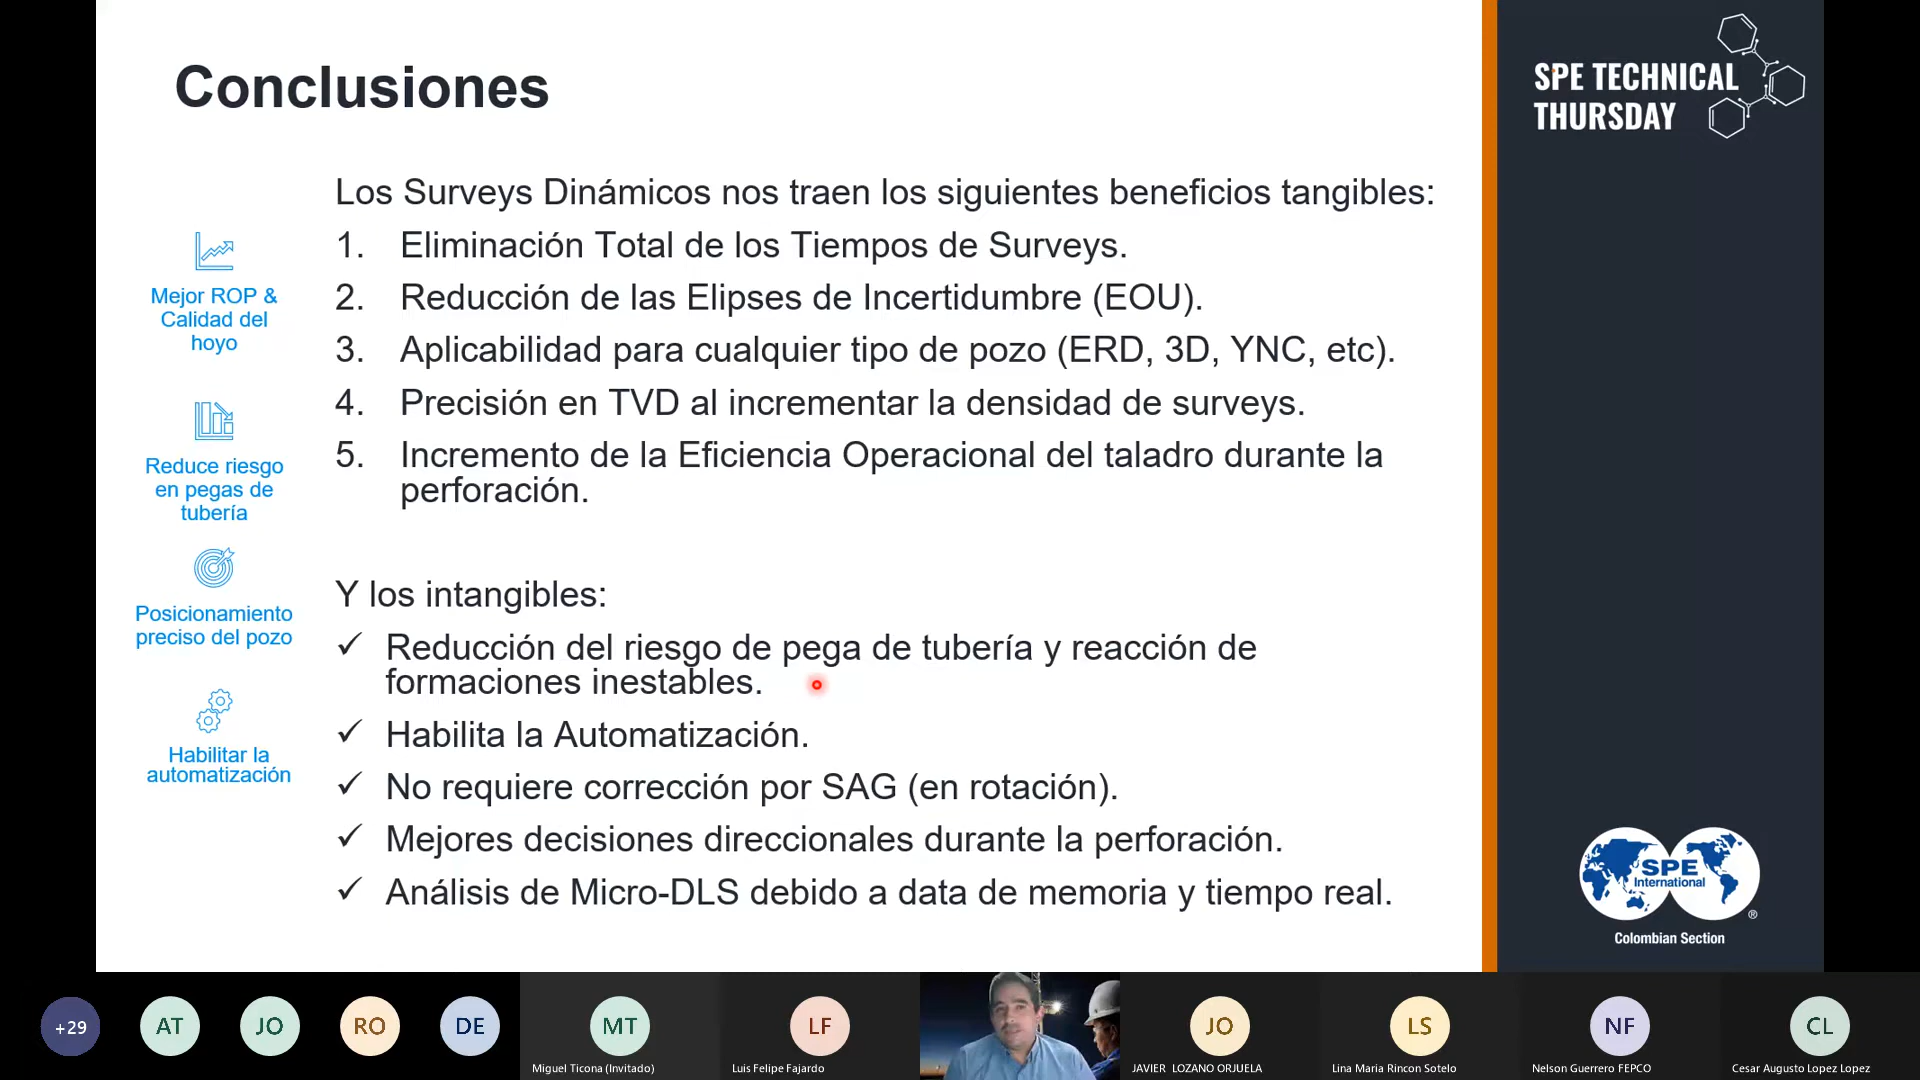 Conclusiones
SPE TECHNICAL
THURSDAY
Los Surveys Dinámicos nos traen los siguientes beneficios tangibles:
1. Eliminación Total de los Tiempos de Surveys.
2. Reducción de las Elipses de Incertidumbre (EOU).
3. Aplicabilidad para cualquier tipo de pozo (ERD, 3D, YNC, etc).
4. Precisión en TVD al incrementar la densidad de surveys.
5. Incremento de la Eficiencia Operacional del taladro durante la
perforación.
Mejor ROP &
Calidad del
hoyo
Reduce riesgo
en pegas de
tubería
Posicionamiento
preciso del pozo
Habilitar la
automatización
Y los intangibles:
✓ Reducción del riesgo de pega de tubería y reacción de
formaciones inestables.
✓ Habilita la Automatización.
✓ No requiere corrección por SAG (en rotación).
✓ Mejores decisiones direccionales durante la perforación.
✓ Análisis de Micro-DLS debido a data de memoria y tiempo real.
SPE
International
®
Colombian Section
+29
AT
JO
RO
DE
MT
Miguel Ticona (Invitado)
LF
Luis Felipe Fajardo
JO
JAVIER LOZANO ORJUELA
LS
Lina Maria Rincon Sotelo
NF
Nelson Guerrero FEPCO
CL
Cesar Augusto Lopez Lopez